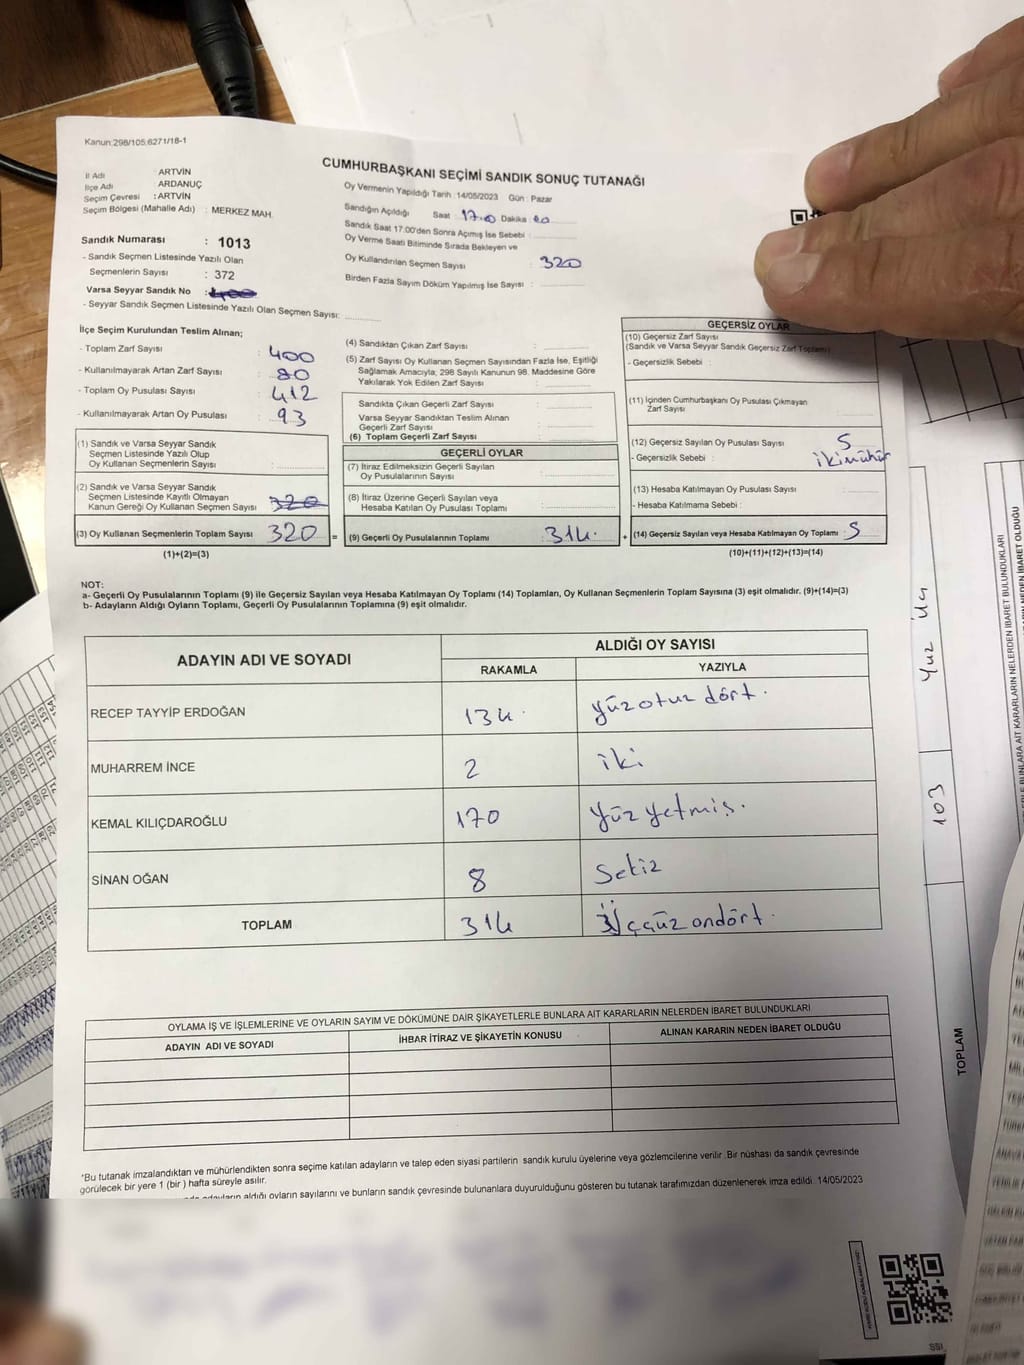 Kanun:298/105;6271/18-1
CUMHURBAŞKANI SEÇİMİ SANDIK SONUÇ TUTANAĞI
İl Adı : ARTVİN
İlçe Adı : ARDANUÇ
Seçim Çevresi : ARTVİN
Seçim Bölgesi (Mahalle Adı) : MERKEZ MAH.
Sandık Numarası : 1013
- Sandık Seçmen Listesinde Yazılı Olan
Seçmenlerin Sayısı : 372
Varsa Seyyar Sandık No :
- Seyyar Sandık Seçmen Listesinde Yazılı Olan Seçmen Sayısı:
Oy Vermenin Yapıldığı Tarih :14/05/2023 Gün : Pazar
Sandığın Açıldığı Saat : 17.00 Dakika :
Sandık Saat 17:00'den Sonra Açımış İse Sebebi :
Oy Verme Saati Bitiminde Sırada Bekleyen ve
Oy Kullandırılan Seçmen Sayısı : 320
Birden Fazla Sayım Döküm Yapılmış İse Sayısı :
İlçe Seçim Kurulundan Teslim Alınan;
- Toplam Zarf Sayısı : 400
- Kullanılmayarak Artan Zarf Sayısı : 80
- Toplam Oy Pusulası Sayısı : 412
- Kullanılmayarak Artan Oy Pusulası : 93
(1) Sandık ve Varsa Seyyar Sandık
Seçmen Listesinde Yazılı Olup
Oy Kullanan Seçmenlerin Sayısı :
(2) Sandık ve Varsa Seyyar Sandık
Seçmen Listesinde Kayıtlı Olmayan
Kanun Gereği Oy Kullanan Seçmen Sayısı : 320
(3) Oy Kullanan Seçmenlerin Toplam Sayısı : 320
(1)+(2)=(3)
(4) Sandıktan Çıkan Zarf Sayısı :
(5) Zarf Sayısı Oy Kullanan Seçmen Sayısından Fazla İse, Eşitliği
Sağlamak Amacıyla, 298 Sayılı Kanunun 98. Maddesine Göre
Yakılarak Yok Edilen Zarf Sayısı :
Sandıkta Çıkan Geçerli Zarf Sayısı :
Varsa Seyyar Sandıktan Teslim Alınan
Geçerli Zarf Sayısı :
(6) Toplam Geçerli Zarf Sayısı :
GEÇERLİ OYLAR
(7) İtiraz Edilmeksizin Geçerli Sayılan
Oy Pusulalarının Sayısı :
(8) İtiraz Üzerine Geçerli Sayılan veya
Hesaba Katılan Oy Pusulası Toplamı :
= (9) Geçerli Oy Pusulalarının Toplamı : 314.
GEÇERSİZ OYLAR
(10) Geçersiz Zarf Sayısı
(Sandık ve Varsa Seyyar Sandık Geçersiz Zarf Toplamı) :
- Geçersizlik Sebebi :
(11) İçinden Cumhurbaşkanı Oy Pusulası Çıkmayan
Zarf Sayısı :
(12) Geçersiz Sayılan Oy Pusulası Sayısı : 5
- Geçersizlik Sebebi : iki mühür
(13) Hesaba Katılmayan Oy Pusulası Sayısı :
- Hesaba Katılmama Sebebi :
+ (14) Geçersiz Sayılan veya Hesaba Katılmayan Oy Toplamı : 5
(10)+(11)+(12)+(13)=(14)
NOT:
a- Geçerli Oy Pusulalarının Toplamı (9) ile Geçersiz Sayılan veya Hesaba Katılmayan Oy Toplamı (14) Toplamları, Oy Kullanan Seçmenlerin Toplam Sayısına (3) eşit olmalıdır. (9)+(14)=(3)
b- Adayların Aldığı Oyların Toplamı, Geçerli Oy Pusulalarının Toplamına (9) eşit olmalıdır.
ADAYIN ADI VE SOYADI ALDIĞI OY SAYISI
RAKAMLA YAZIYLA
RECEP TAYYİP ERDOĞAN 134. yüzotuz dört.
MUHARREM İNCE 2 iki
KEMAL KILIÇDAROĞLU 170 yüz yetmiş.
SİNAN OĞAN 8 Sekiz
TOPLAM 314 Üççüz ondört.
OYLAMA İŞ VE İŞLEMLERİNE VE OYLARIN SAYIM VE DÖKÜMÜNE DAİR ŞİKAYETLERLE BUNLARA AİT KARARLARIN NELERDEN İBARET BULUNDUKLARI
ADAYIN ADI VE SOYADI İHBAR İTİRAZ VE ŞİKAYETİN KONUSU ALINAN KARARIN NEDEN İBARET OLDUĞU
*Bu tutanak imzalandıktan ve mühürlendikten sonra seçime katılan adayların ve talep eden siyasi partilerin sandık kurulu üyelerine veya gözlemcilerine verilir. Bir nüshası da sandık çevresinde
görülecek bir yere 1 (bir ) hafta süreyle asılır.
aldığı oyların sayılarını ve bunların sandık çevresinde bulunanlara duyurulduğunu gösteren bu tutanak tarafımızdan düzenlenerek imza edildi. 14/05/2023
Yüz üç
103
TOPLAM